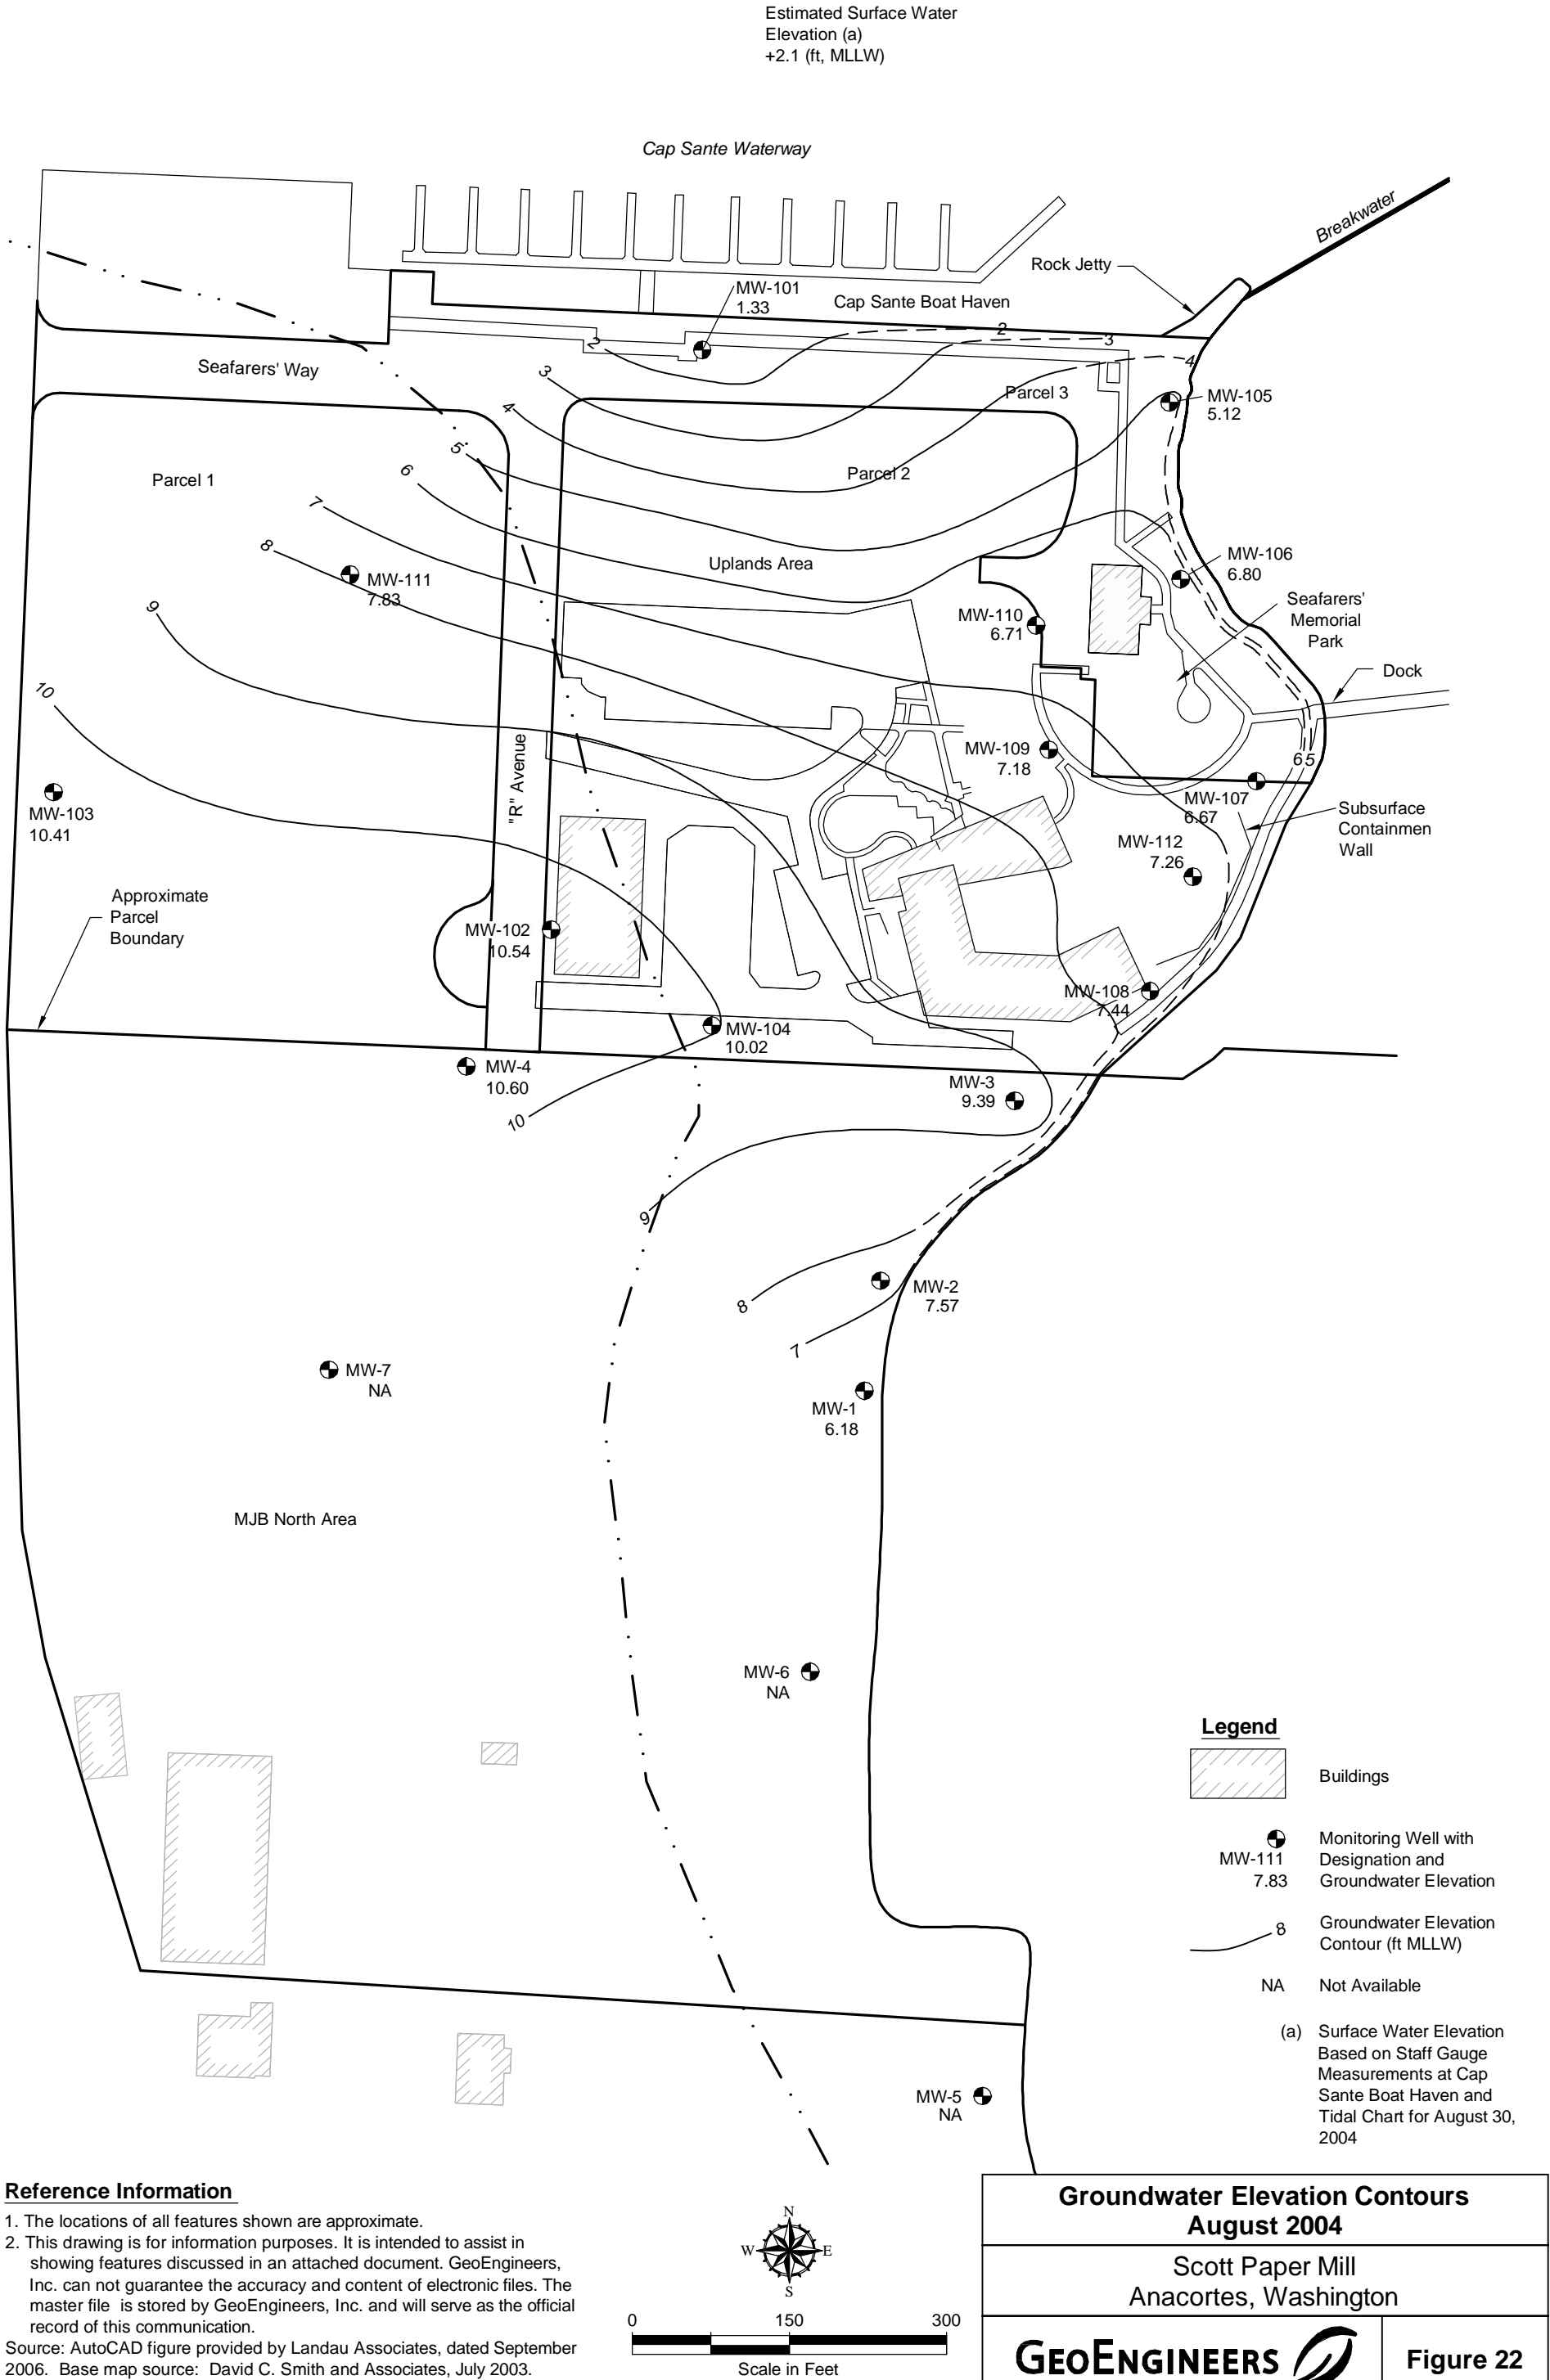 Estimated Surface Water
Elevation (a)
+2.1 (ft, MLLW)
Cap Sante Waterway
Breakwater
Rock Jetty
MW-101
1.33
Cap Sante Boat Haven
2
3
2
4
Seafarers' Way
3
Parcel 3
MW-105
5.12
4
5
Parcel 1
6
Parcel 2
7
8
Uplands Area
MW-106
6.80
MW-111
7.83
9
MW-110
6.71
Seafarers'
Memorial
Park
Dock
10
"R" Avenue
MW-109
7.18
6
5
MW-103
10.41
MW-107
6.67
Subsurface
Containmen
Wall
MW-112
7.26
Approximate
Parcel
Boundary
MW-102
10.54
MW-108
7.44
MW-104
10.02
MW-4
10.60
MW-3
9.39
10
9
MW-2
7.57
8
7
MW-7
NA
MW-1
6.18
MJB North Area
MW-6
NA
Legend
Buildings
MW-111
7.83
Monitoring Well with
Designation and
Groundwater Elevation
8
Groundwater Elevation
Contour (ft MLLW)
NA
Not Available
(a)
Surface Water Elevation
Based on Staff Gauge
Measurements at Cap
Sante Boat Haven and
Tidal Chart for August 30,
2004
MW-5
NA
Reference Information
1. The locations of all features shown are approximate.
2. This drawing is for information purposes. It is intended to assist in
showing features discussed in an attached document. GeoEngineers,
Inc. can not guarantee the accuracy and content of electronic files. The
master file is stored by GeoEngineers, Inc. and will serve as the official
record of this communication.
Source: AutoCAD figure provided by Landau Associates, dated September
2006. Base map source: David C. Smith and Associates, July 2003.
N
W
E
S
0 150 300
Scale in Feet
Groundwater Elevation Contours
August 2004
Scott Paper Mill
Anacortes, Washington
GEOENGINEERS
Figure 22